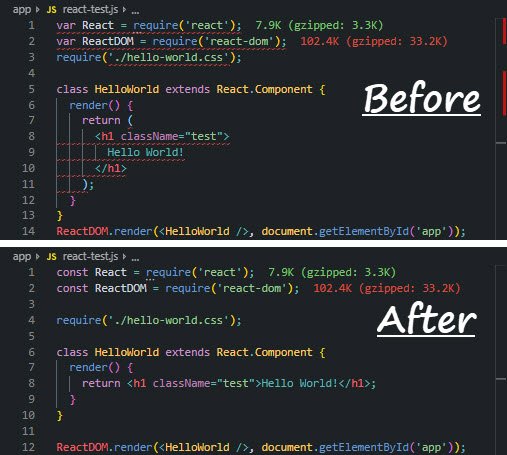 app > JS react-test.js > ...
1 var React = require('react'); 7.9K (gzipped: 3.3K)
2 var ReactDOM = require('react-dom'); 102.4K (gzipped: 33.2K)
3 require('./hello-world.css');
4
5 class HelloWorld extends React.Component {
6 render() {
7 return (
8 <h1 className="test">
9 Hello World!
10 </h1>
11 );
12 }
13 }
14 ReactDOM.render(<HelloWorld />, document.getElementById('app'));
Before
app > JS react-test.js > ...
1 const React = require('react'); 7.9K (gzipped: 3.3K)
2 const ReactDOM = require('react-dom'); 102.4K (gzipped: 33.2K)
3
4 require('./hello-world.css');
5
6 class HelloWorld extends React.Component {
7 render() {
8 return <h1 className="test">Hello World!</h1>;
9 }
10 }
11
12 ReactDOM.render(<HelloWorld />, document.getElementById('app'));
After